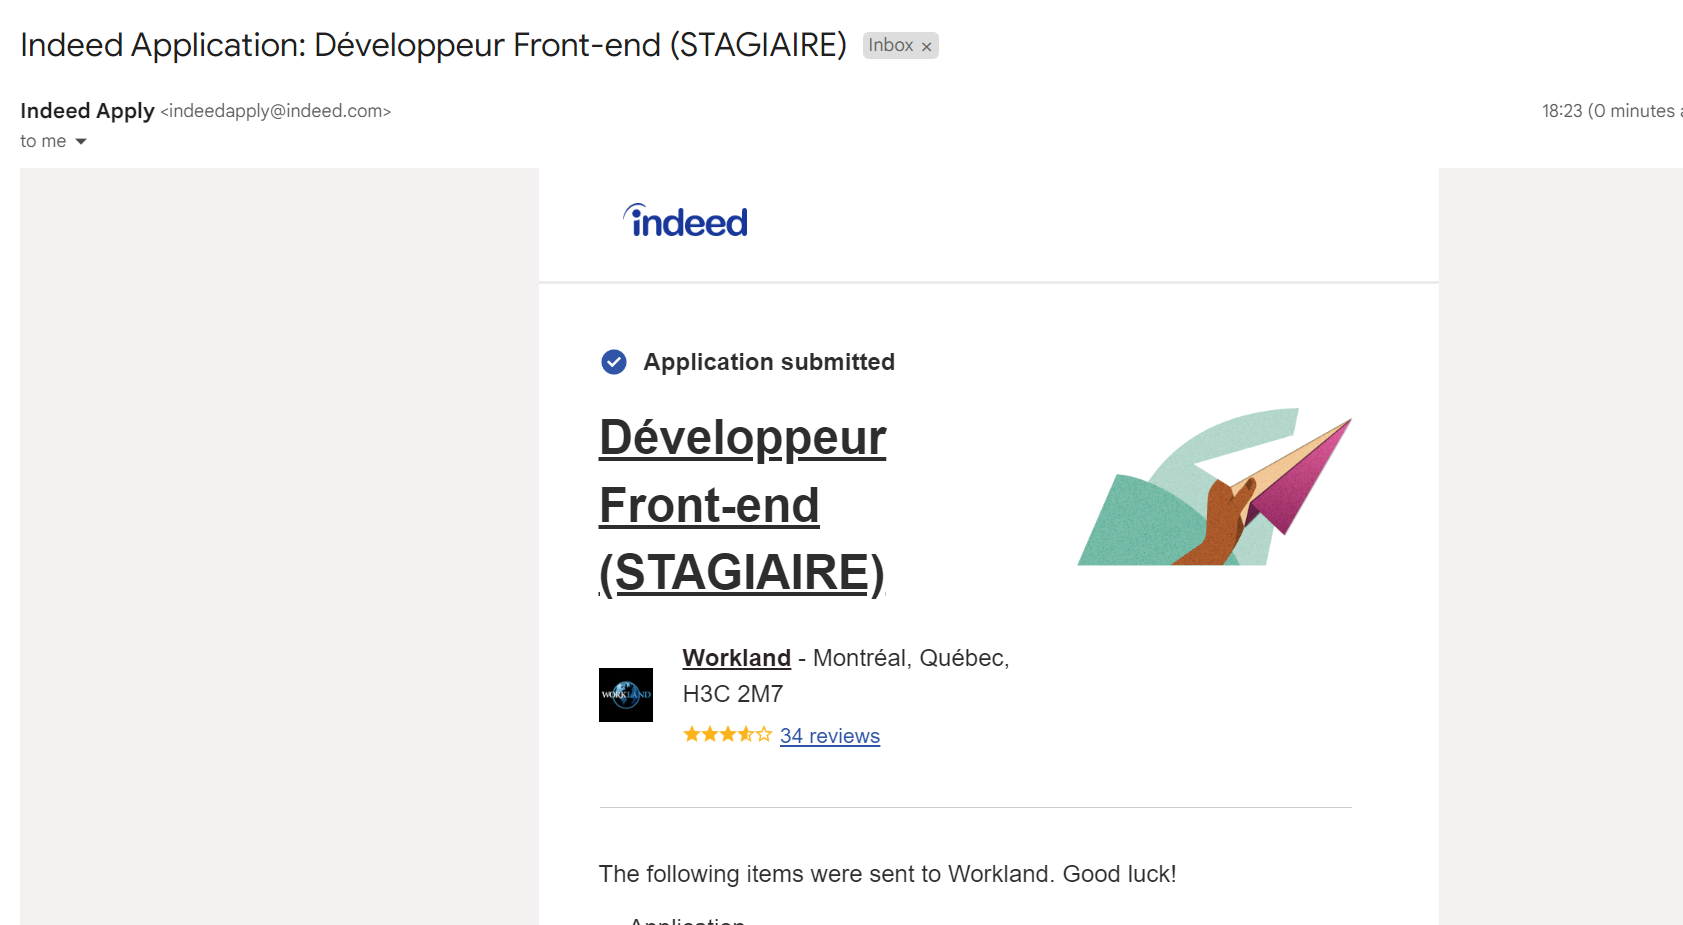 Indeed Application: Développeur Front-end (STAGIAIRE) Inbox ×
Indeed Apply <indeedapply@indeed.com> 18:23 (0 minutes
to me
indeed
Application submitted
Développeur
Front-end
(STAGIAIRE)
Workland - Montréal, Québec,
H3C 2M7
WORKLAND
34 reviews
The following items were sent to Workland. Good luck!
Application